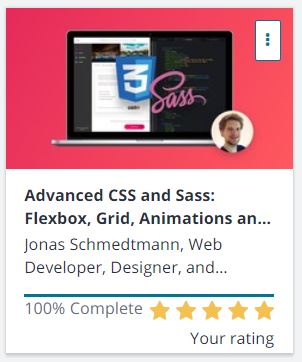 3
Sass
Advanced CSS and Sass:
Flexbox, Grid, Animations an...
Jonas Schmedtmann, Web
Developer, Designer, and...
100% Complete
Your rating